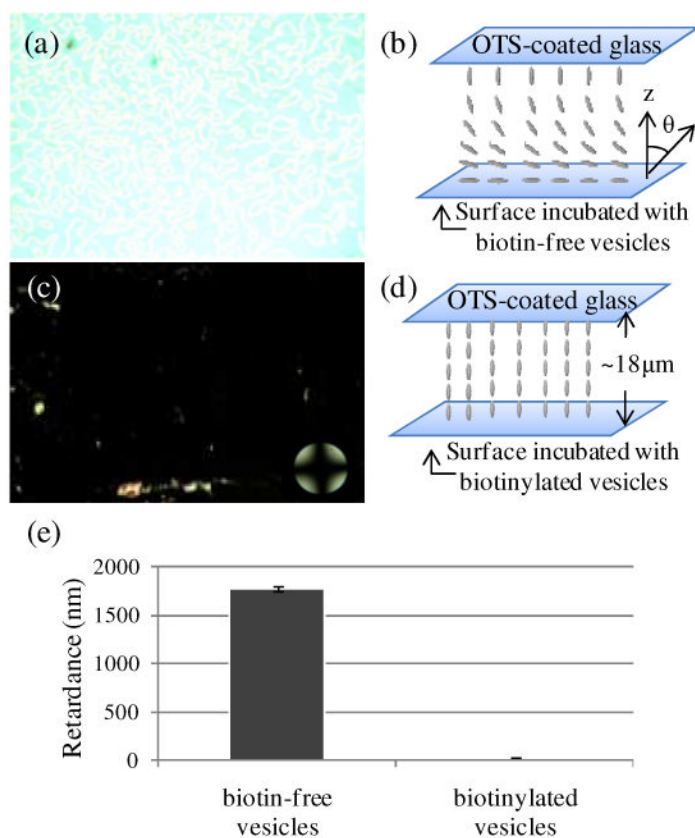 (a)
(b)
OTS-coated glass
z
θ
Surface incubated with
biotin-free vesicles
(c)
(d)
OTS-coated glass
~18μm
Surface incubated with
biotinylated vesicles
(e)
Retardance (nm)
2000
1500
1000
500
0
biotin-free
vesicles
biotinylated
vesicles